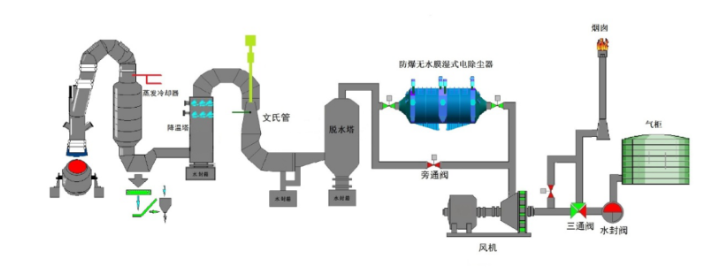 烟囱
防爆无水膜湿式电除尘器
蒸发冷却器
文氏管
气柜
降温塔
脱水塔
旁通阀
水封箱
水封箱
水封箱
三通阀
水封阀
风机